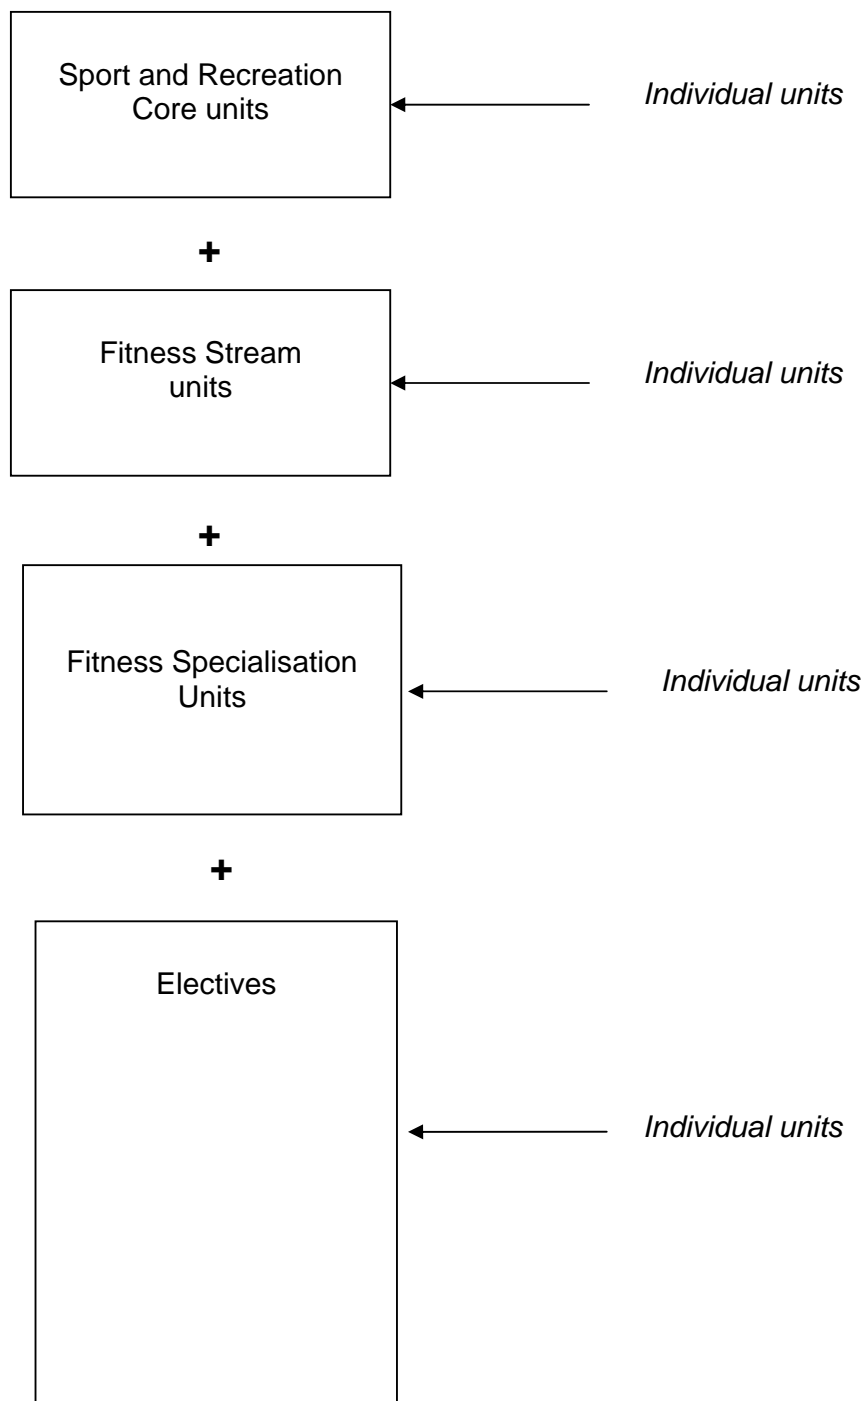 Sport and Recreation
Core units
Individual units
+
Fitness Stream
units
Individual units
+
Fitness Specialisation
Units
Individual units
+
Electives
Individual units